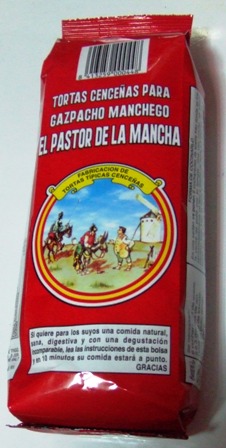 TORTAS CENCEÑAS PARA
GAZPACHO MANCHEGO
EL PASTOR DE LA MANCHA
FABRICACION DE
TORTAS TIPICAS CENCEÑAS
Si quiere para los suyos una comida natural,
sana, digestiva y con una degustación
incomparable, lea las instrucciones de esta bolsa
y en 10 minutos su comida estará a punto.
GRACIAS